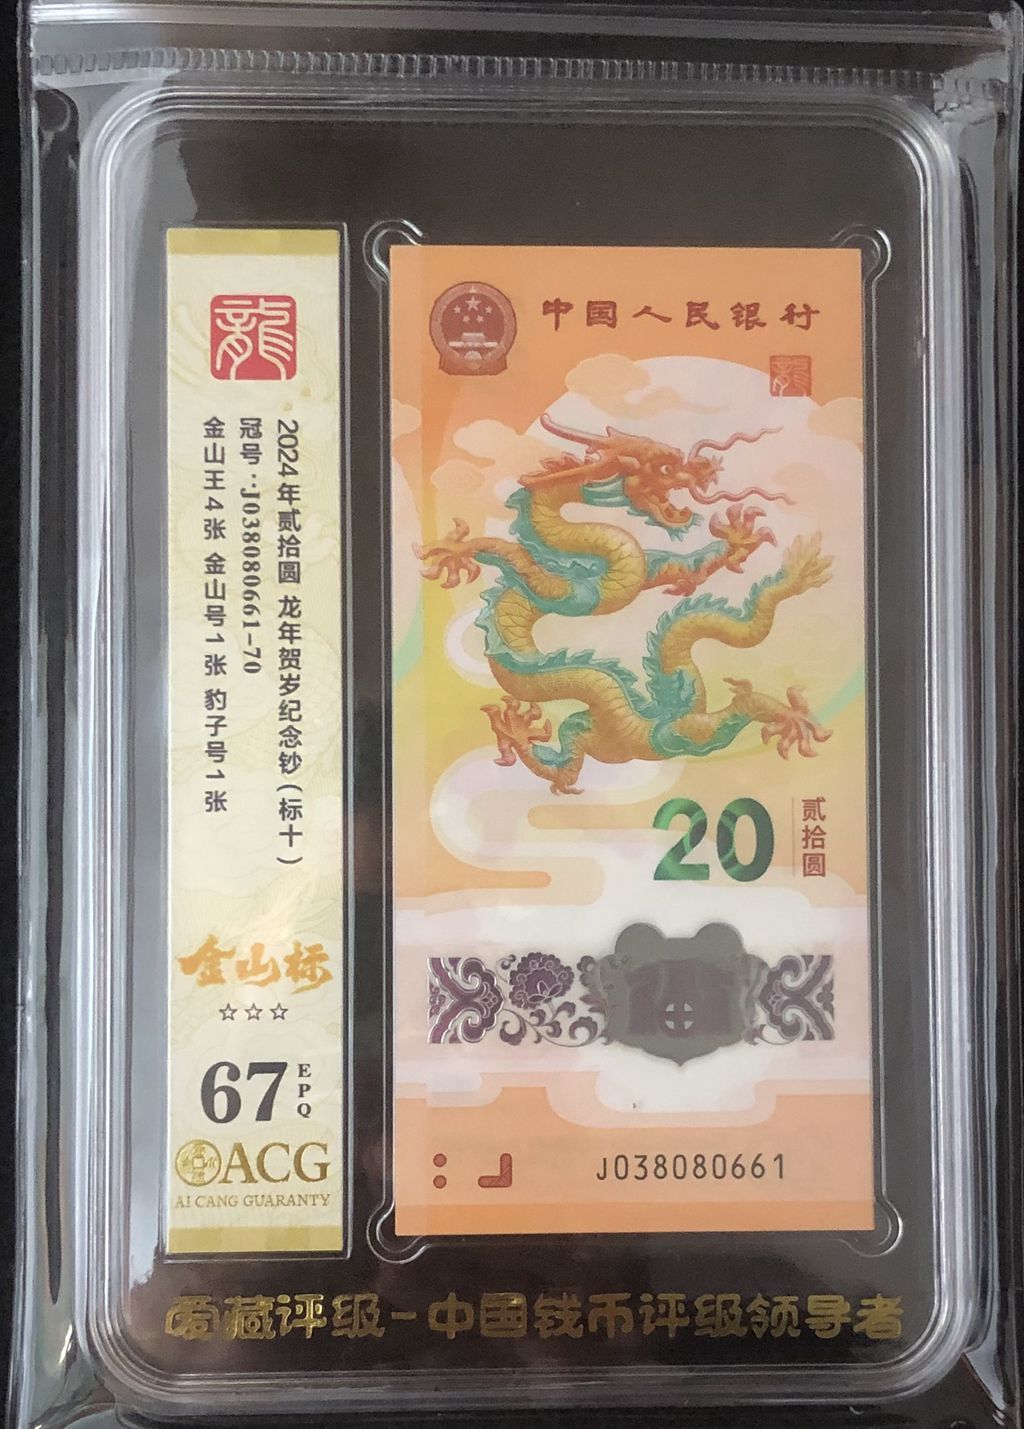 龍
2024年贰拾圆 龙年贺岁纪念钞(标十)
冠号:J038080661-70
金山王4张 金山号1张 豹子号1张
金山标
☆☆☆
67 EPQ
ACG
AI CANG GUARANTY
中国人民银行
龍
20
贰拾圆
J038080661
爱藏评级-中国钱币评级领导者